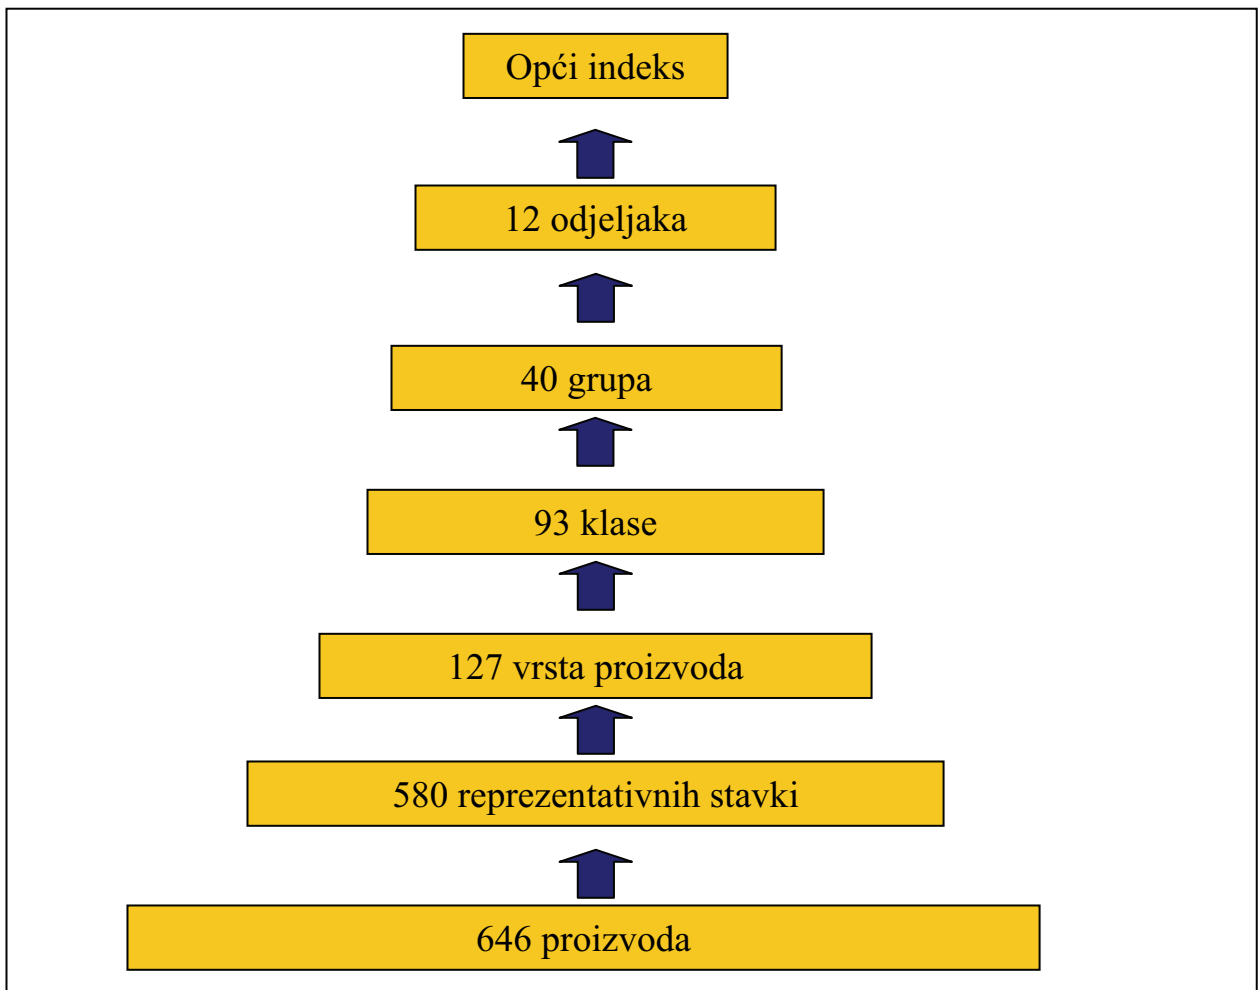 Opći indeks
12 odjeljaka
40 grupa
93 klase
127 vrsta proizvoda
580 reprezentativnih stavki
646 proizvoda